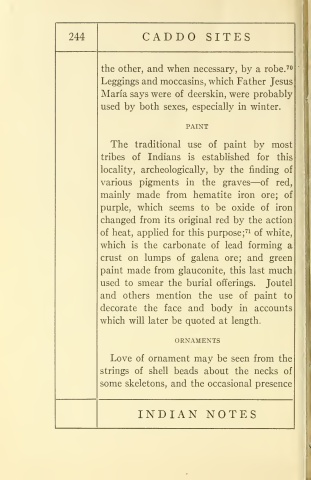 244
CADDO SITES
the other, and when necessary, by a robe.70
Leggings and moccasins, which Father Jesus
María says were of deerskin, were probably
used by both sexes, especially in winter.
PAINT
The traditional use of paint by most
tribes of Indians is established for this
locality, archeologically, by the finding of
various pigments in the graves—of red,
mainly made from hematite iron ore; of
purple, which seems to be oxide of iron
changed from its original red by the action
of heat, applied for this purpose;71 of white,
which is the carbonate of lead forming a
crust on lumps of galena ore; and green
paint made from glauconite, this last much
used to smear the burial offerings. Joutel
and others mention the use of paint to
decorate the face and body in accounts
which will later be quoted at length.
ORNAMENTS
Love of ornament may be seen from the
strings of shell beads about the necks of
some skeletons, and the occasional presence
INDIAN NOTES